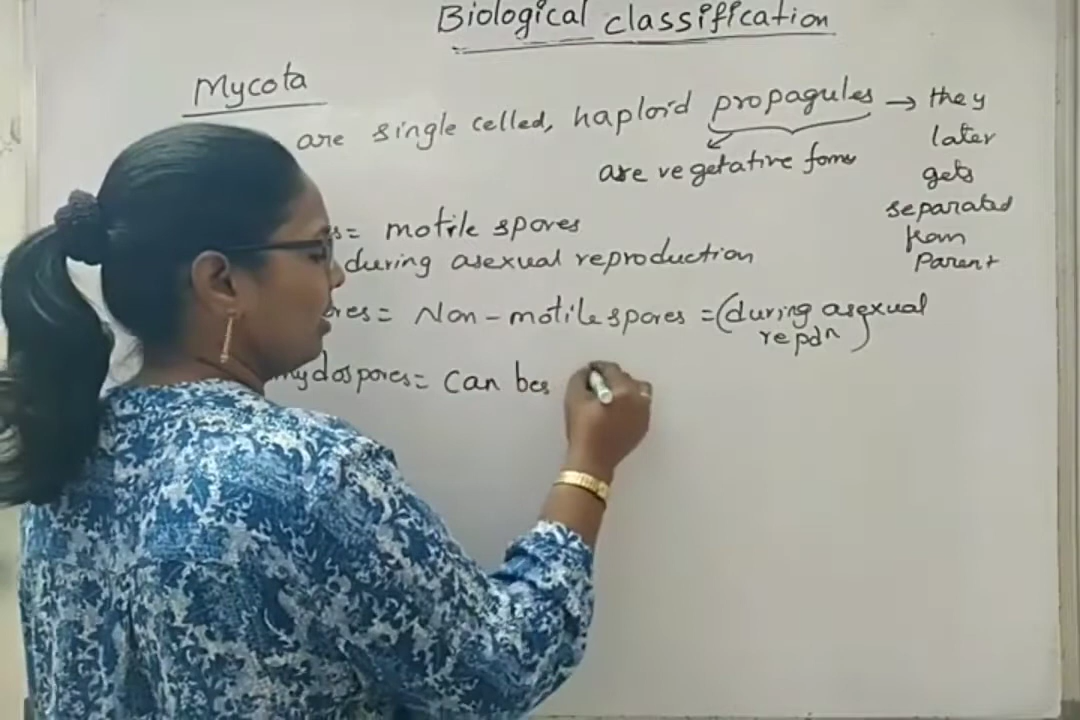 Biological classification
Mycota
are single celled, haploid propagules → they
later
are vegetative forms
gets
separated
from
Parent
= motile spores
during asexual reproduction
= Non-motile spores = (during asexual
repdn)
mydospores = can be